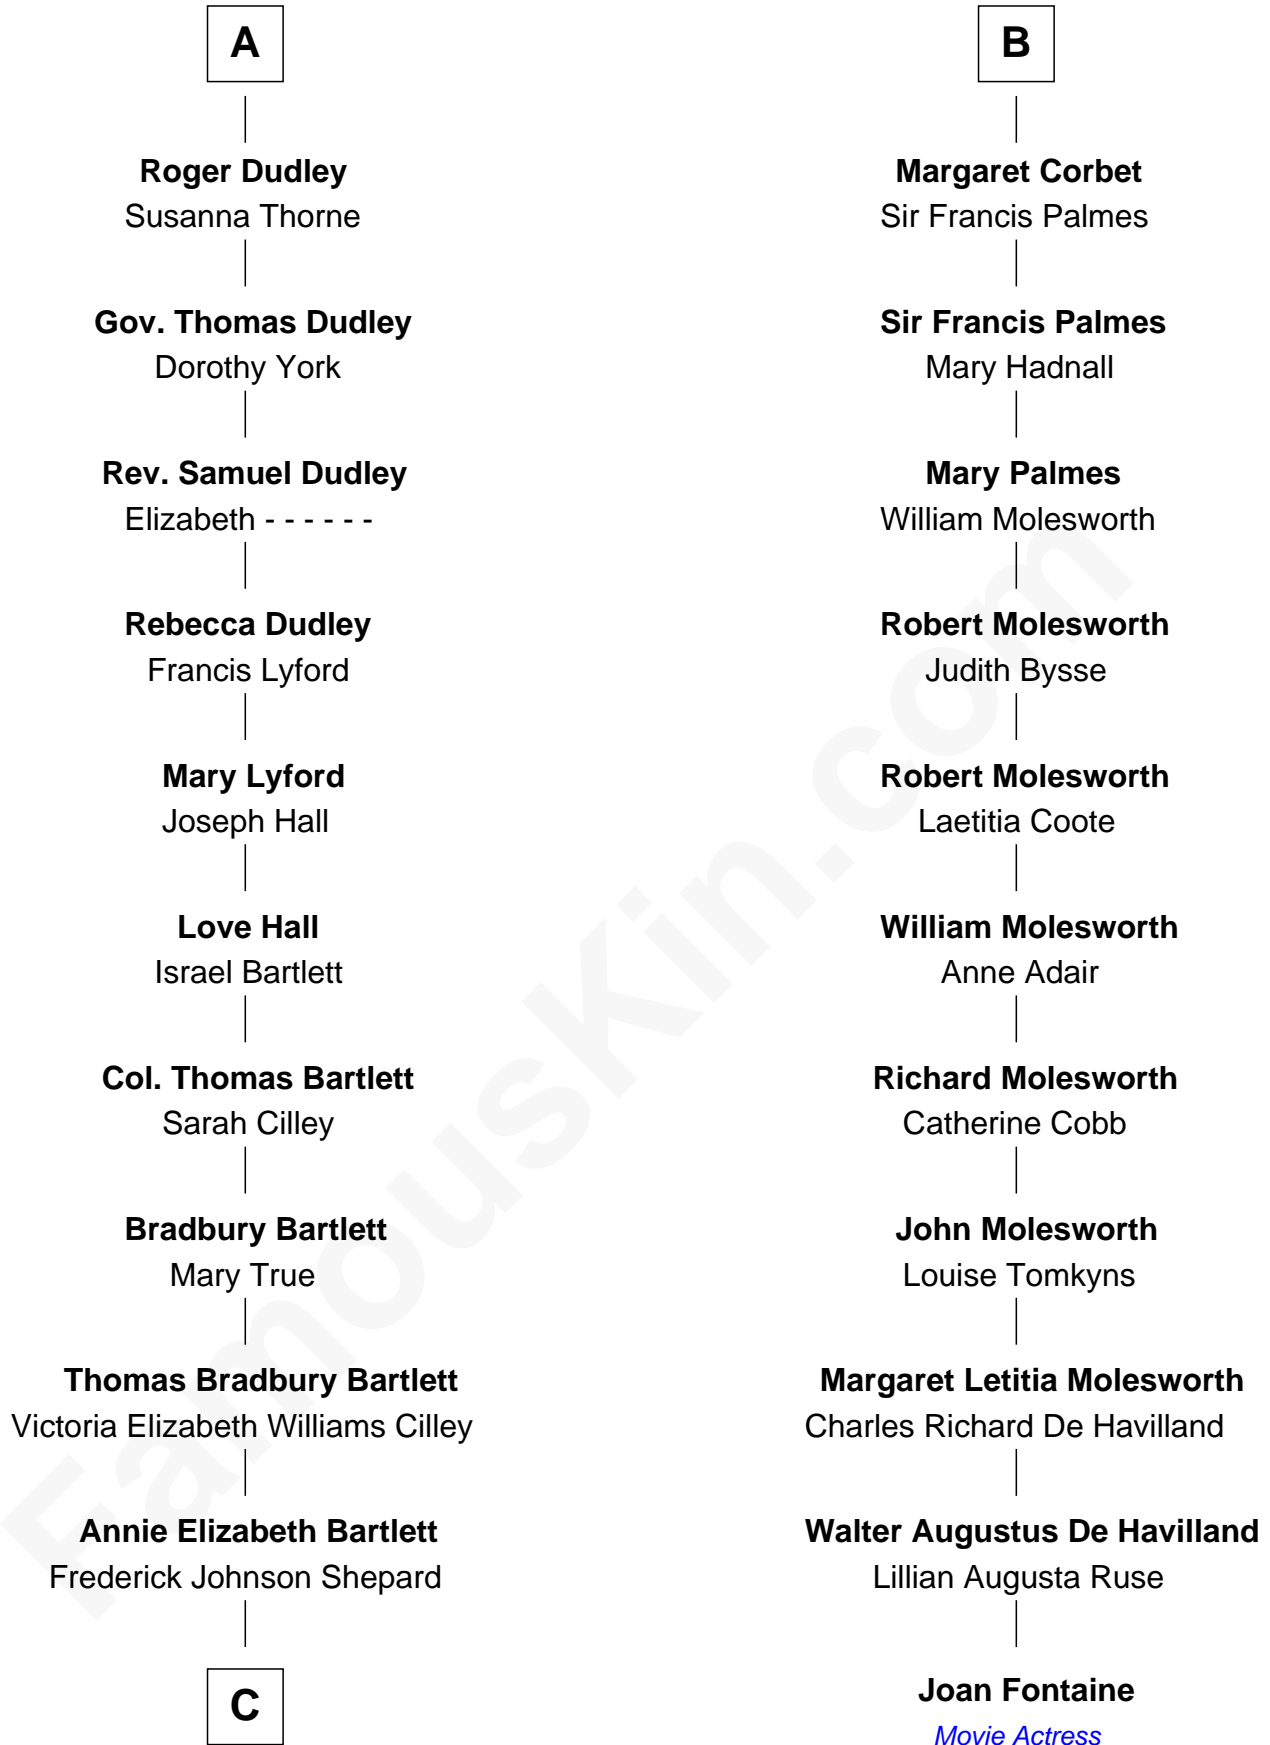 A
Roger Dudley
Susanna Thorne
Gov. Thomas Dudley
Dorothy York
Rev. Samuel Dudley
Elizabeth - - - - - -
Rebecca Dudley
Francis Lyford
Mary Lyford
Joseph Hall
Love Hall
Israel Bartlett
Col. Thomas Bartlett
Sarah Cilley
Bradbury Bartlett
Mary True
Thomas Bradbury Bartlett
Victoria Elizabeth Williams Cilley
Annie Elizabeth Bartlett
Frederick Johnson Shepard
C
B
Margaret Corbet
Sir Francis Palmes
Sir Francis Palmes
Mary Hadnall
Mary Palmes
William Molesworth
Robert Molesworth
Judith Bysse
Robert Molesworth
Laetitia Coote
William Molesworth
Anne Adair
Richard Molesworth
Catherine Cobb
John Molesworth
Louise Tomkyns
Margaret Letitia Molesworth
Charles Richard De Havilland
Walter Augustus De Havilland
Lillian Augusta Ruse
Joan Fontaine
Movie Actress
FamousKin.com